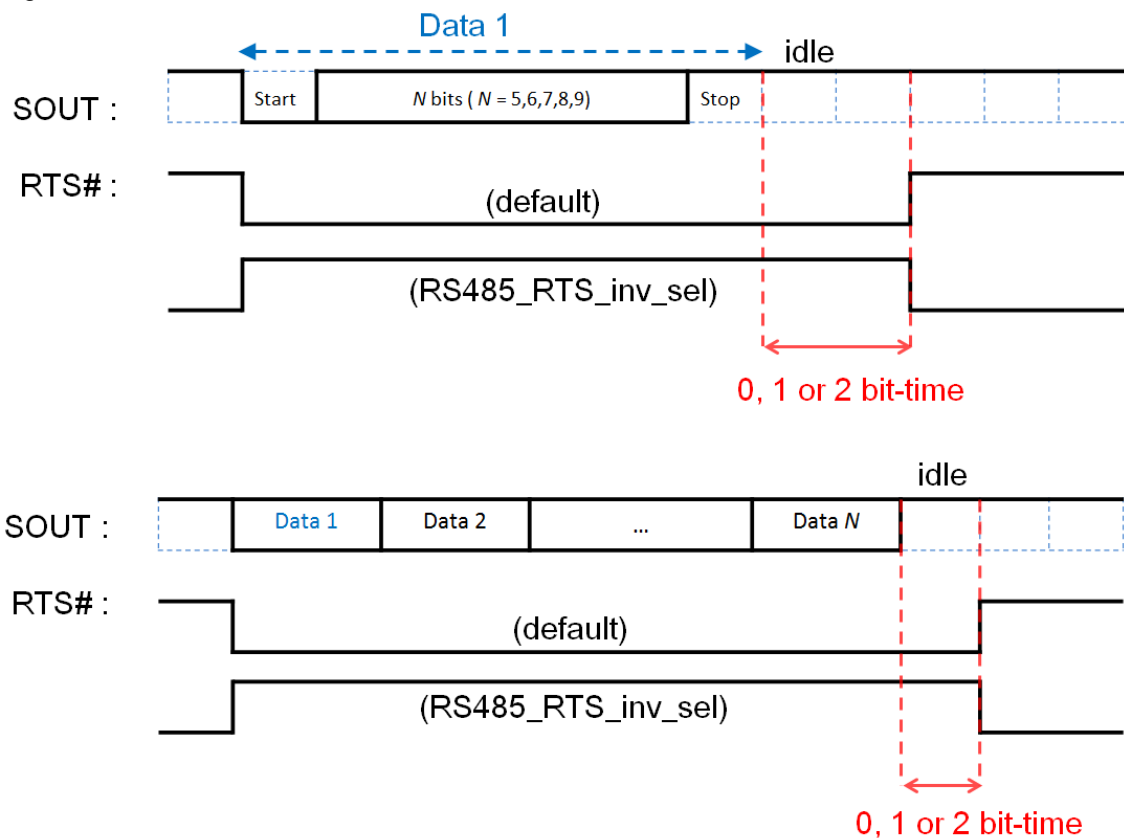 Data 1
idle
SOUT :
Start
N bits ( N = 5,6,7,8,9)
Stop
RTS# :
(default)
(RS485_RTS_inv_sel)
0, 1 or 2 bit-time
idle
SOUT :
Data 1
Data 2
...
Data N
RTS# :
(default)
(RS485_RTS_inv_sel)
0, 1 or 2 bit-time